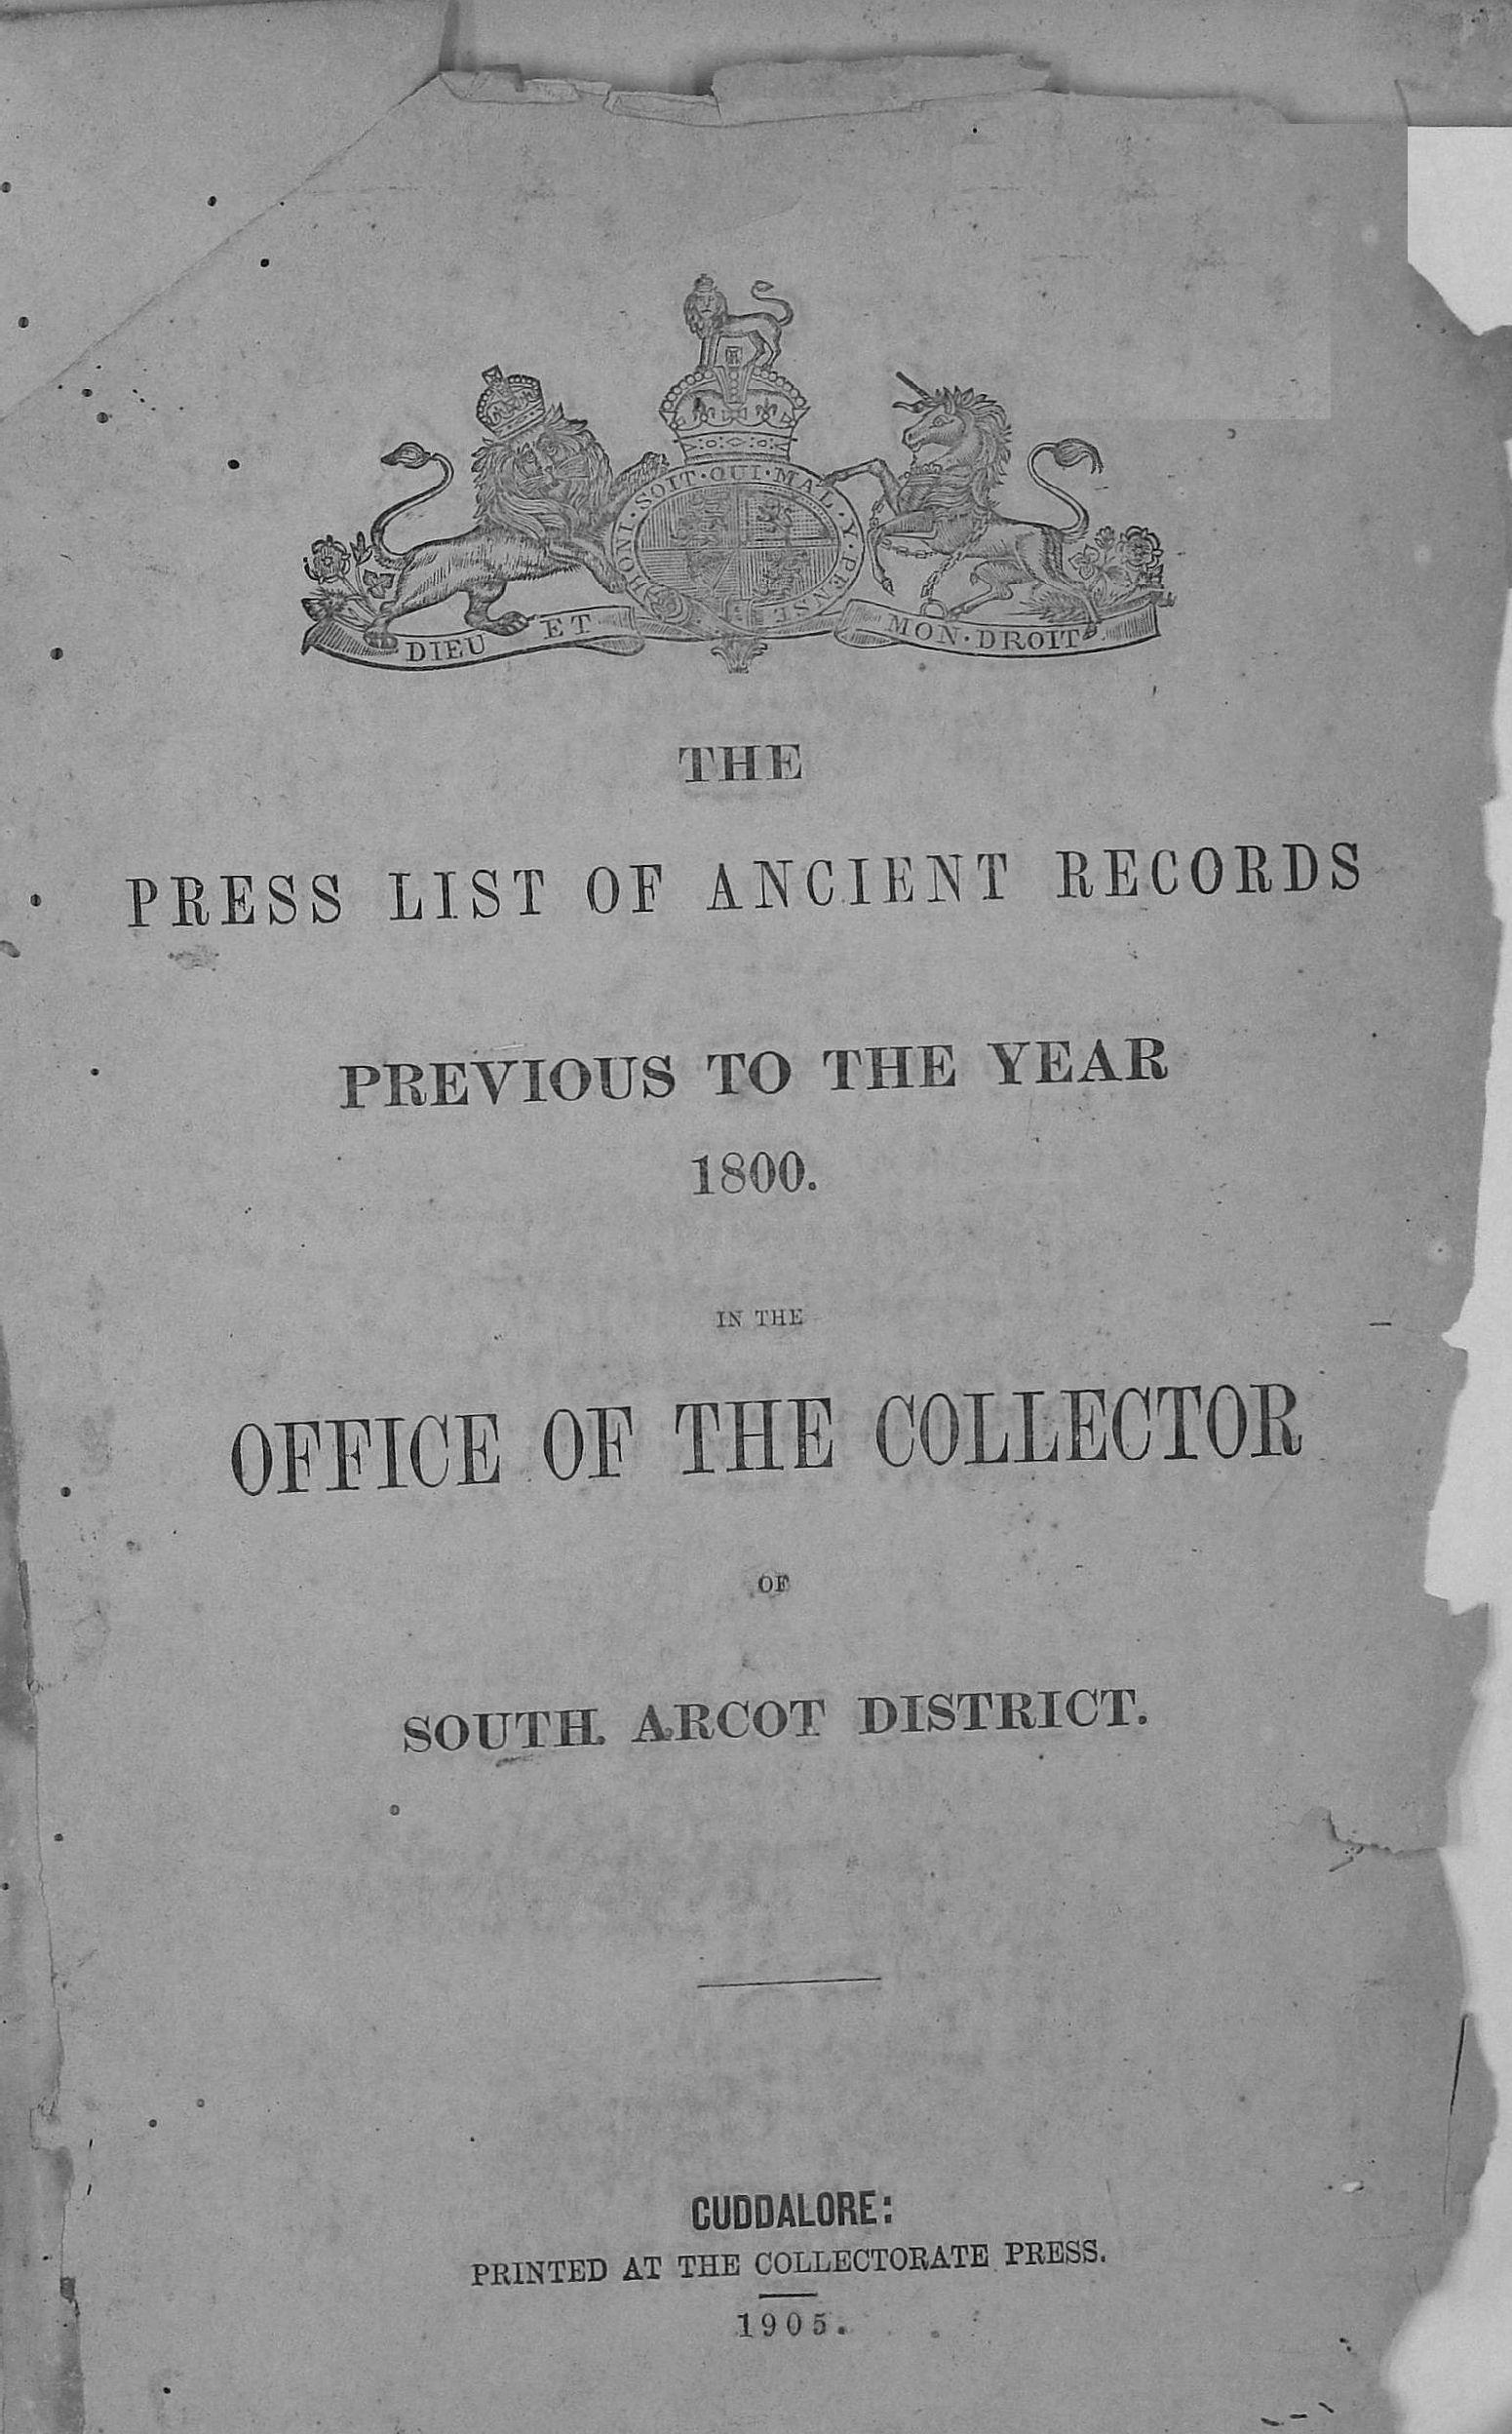 HONI·SOIT·QUI·MAL·Y·PENSE
DIEU ET MON·DROIT
THE
PRESS LIST OF ANCIENT RECORDS
PREVIOUS TO THE YEAR
1800.
IN THE
OFFICE OF THE COLLECTOR
OF
SOUTH. ARCOT DISTRICT.
CUDDALORE:
PRINTED AT THE COLLECTORATE PRESS.
1905.